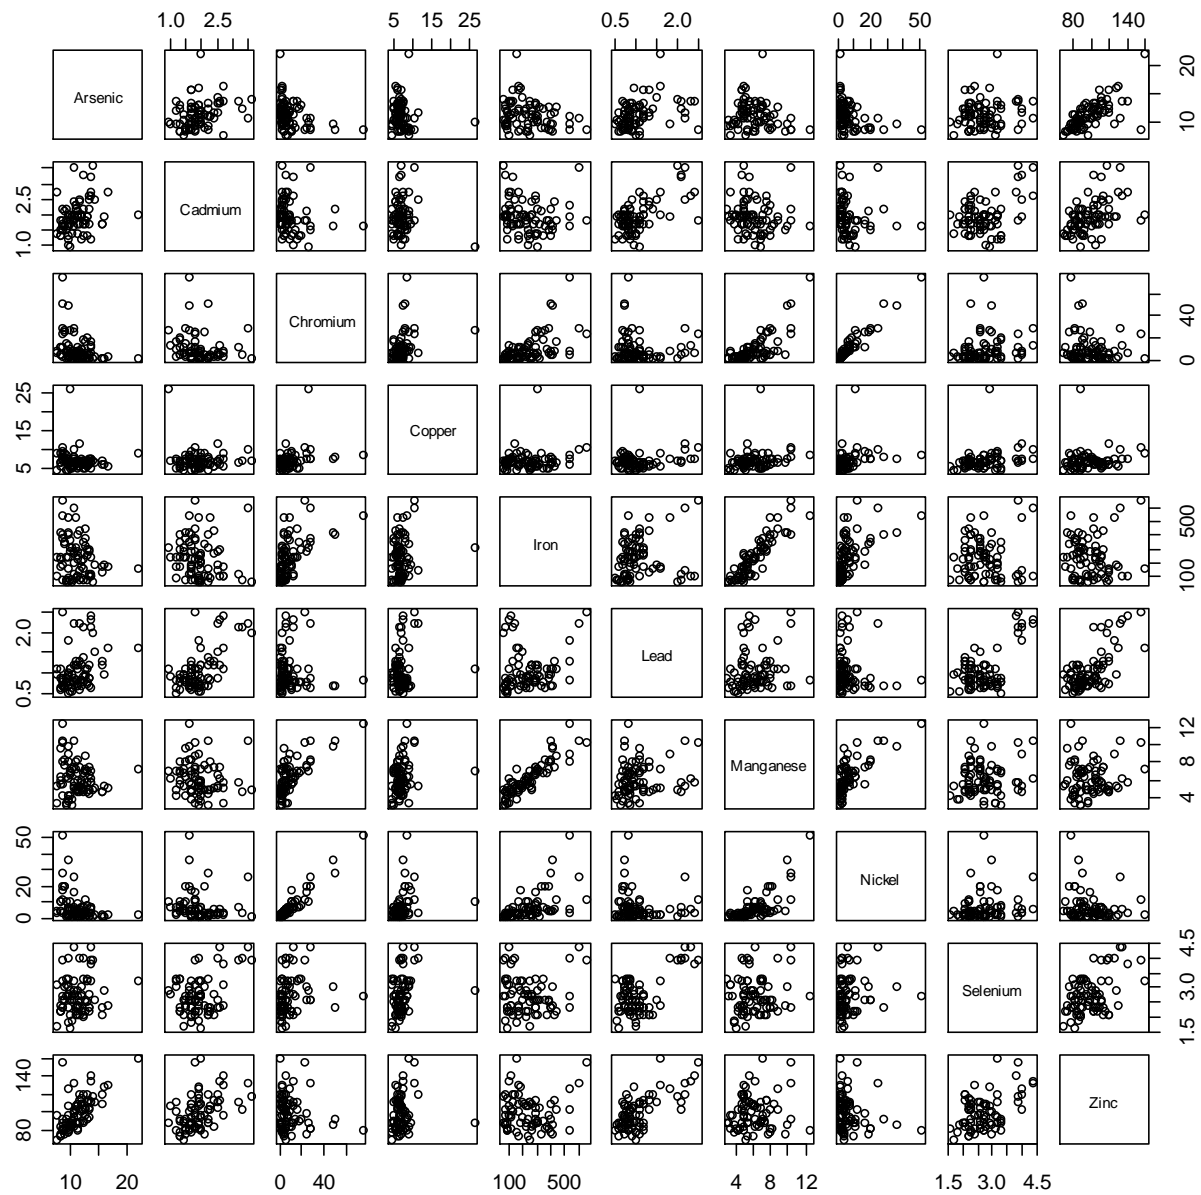 1.0 2.5 5 15 25 0.5 2.0 0 20 50 80 140
Arsenic 10 20
1.0 2.5 Cadmium
Chromium 0 40
5 15 25 Copper
Iron 100 500
0.5 2.0 Lead
Manganese 4 8 12
0 20 50 Nickel
Selenium 1.5 3.0 4.5
80 140 Zinc
10 20 0 40 100 500 4 8 12 1.5 3.0 4.5